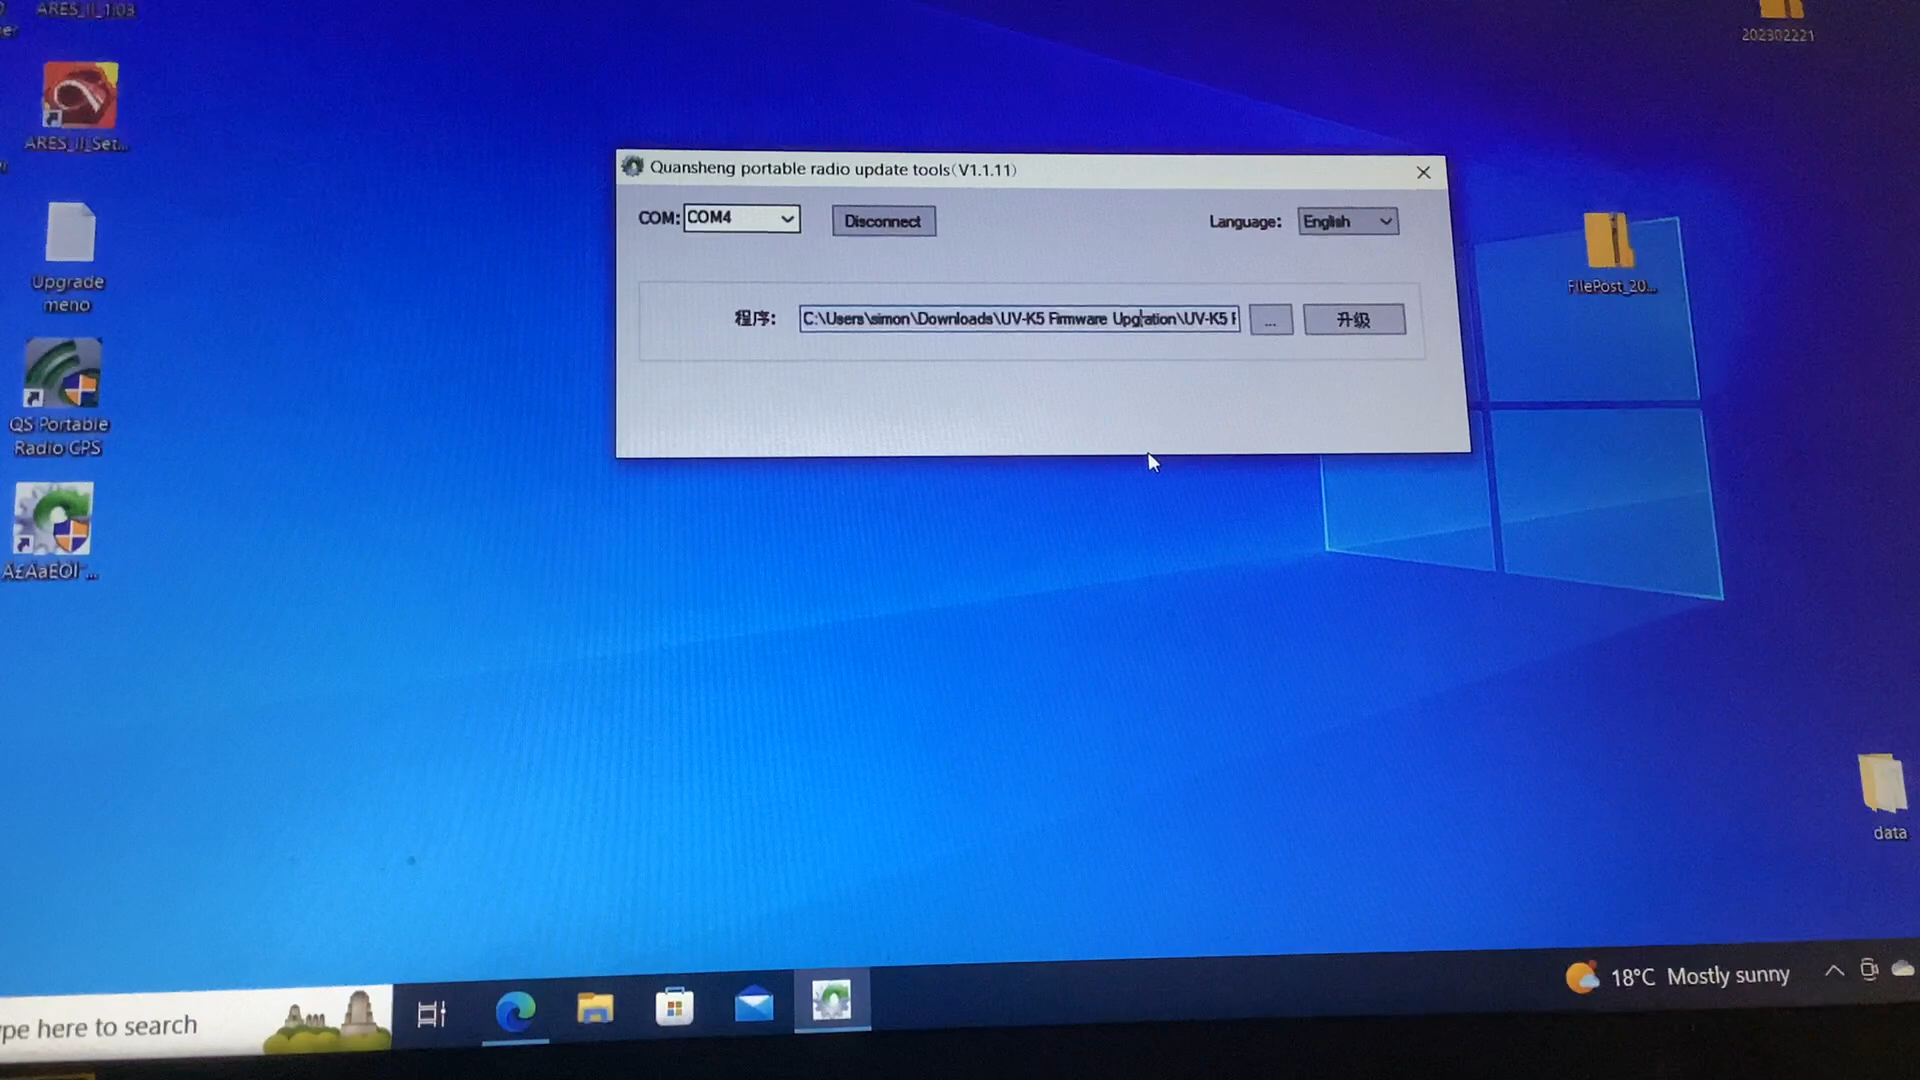 ARES_II_1.03
202302221
ARES_II_Set...
Upgrade
meno
QS Portable
Radio CPS
A£AaEOI ...
Quansheng portable radio update tools(V1.1.11)
COM: COM4
Disconnect
Language: English
程序: C:\Users\simon\Downloads\UV-K5 Firmware Upgration\UV-K5 F
...
升级
FilePost_20...
data
pe here to search
18°C Mostly sunny